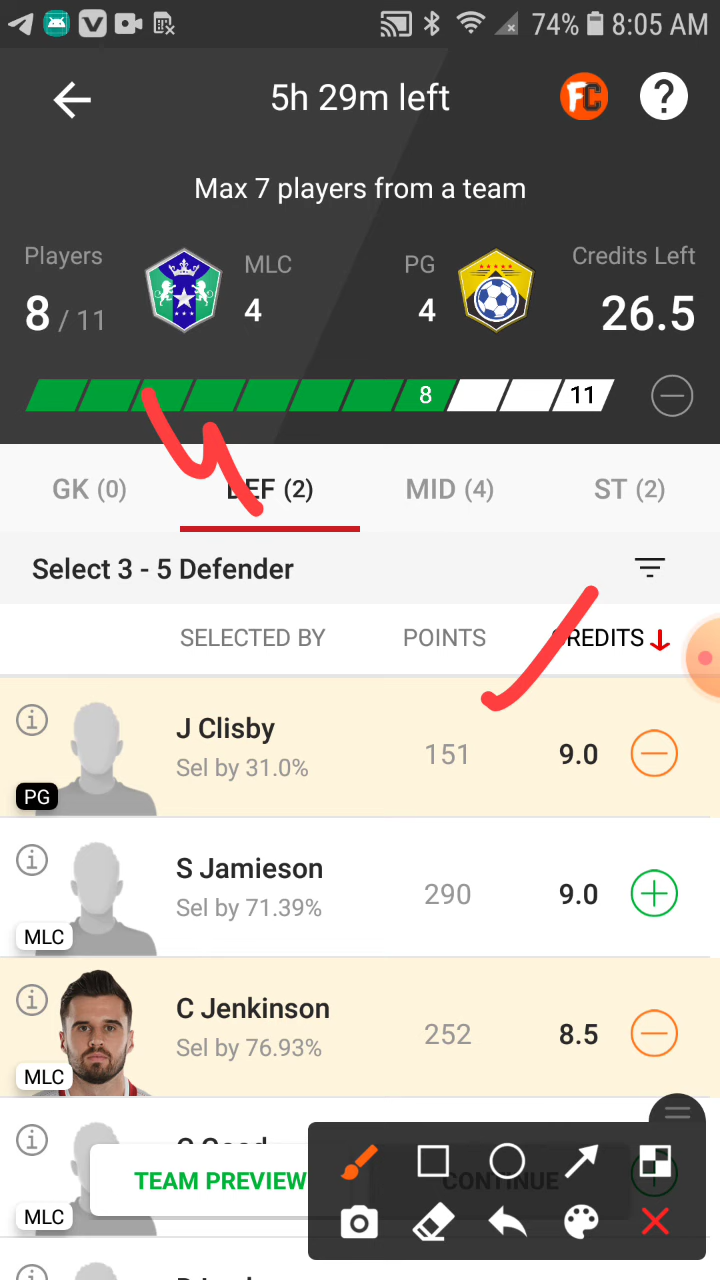 74% 8:05 AM
5h 29m left
FC
?
Max 7 players from a team
Players
8 / 11
MLC
4
PG
4
Credits Left
26.5
8
11
GK (0)
DEF (2)
MID (4)
ST (2)
Select 3 - 5 Defender
SELECTED BY
POINTS
CREDITS
J Clisby
Sel by 31.0%
PG
151
9.0
S Jamieson
Sel by 71.39%
MLC
290
9.0
C Jenkinson
Sel by 76.93%
MLC
252
8.5
MLC
TEAM PREVIEW
CONTINUE